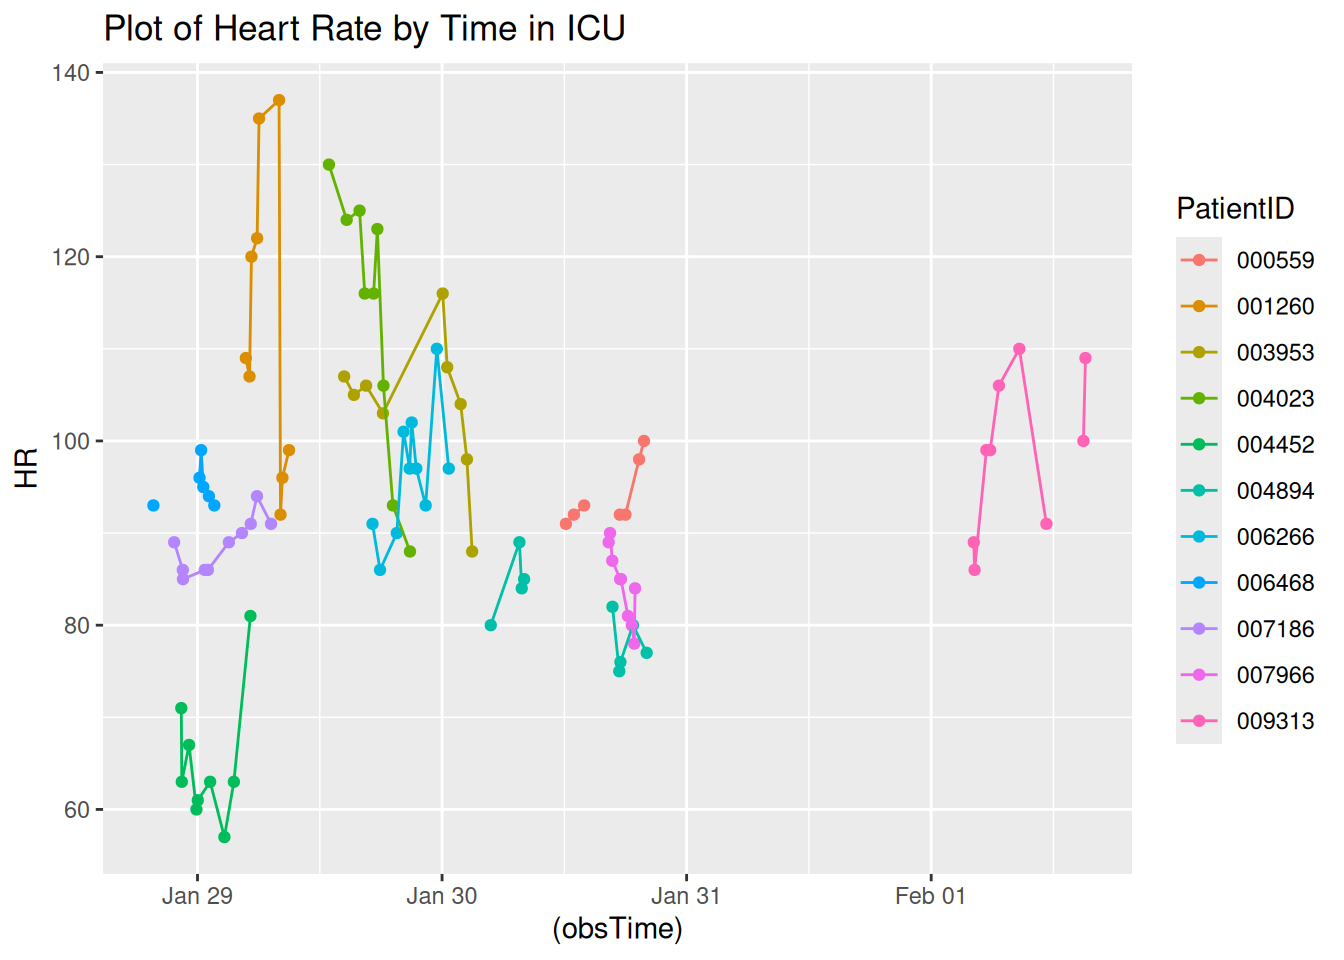 Plot of Heart Rate by Time in ICU
140
120
100
80
60
HR
Jan 29
Jan 30
Jan 31
Feb 01
(obsTime)
PatientID
000559
001260
003953
004023
004452
004894
006266
006468
007186
007966
009313